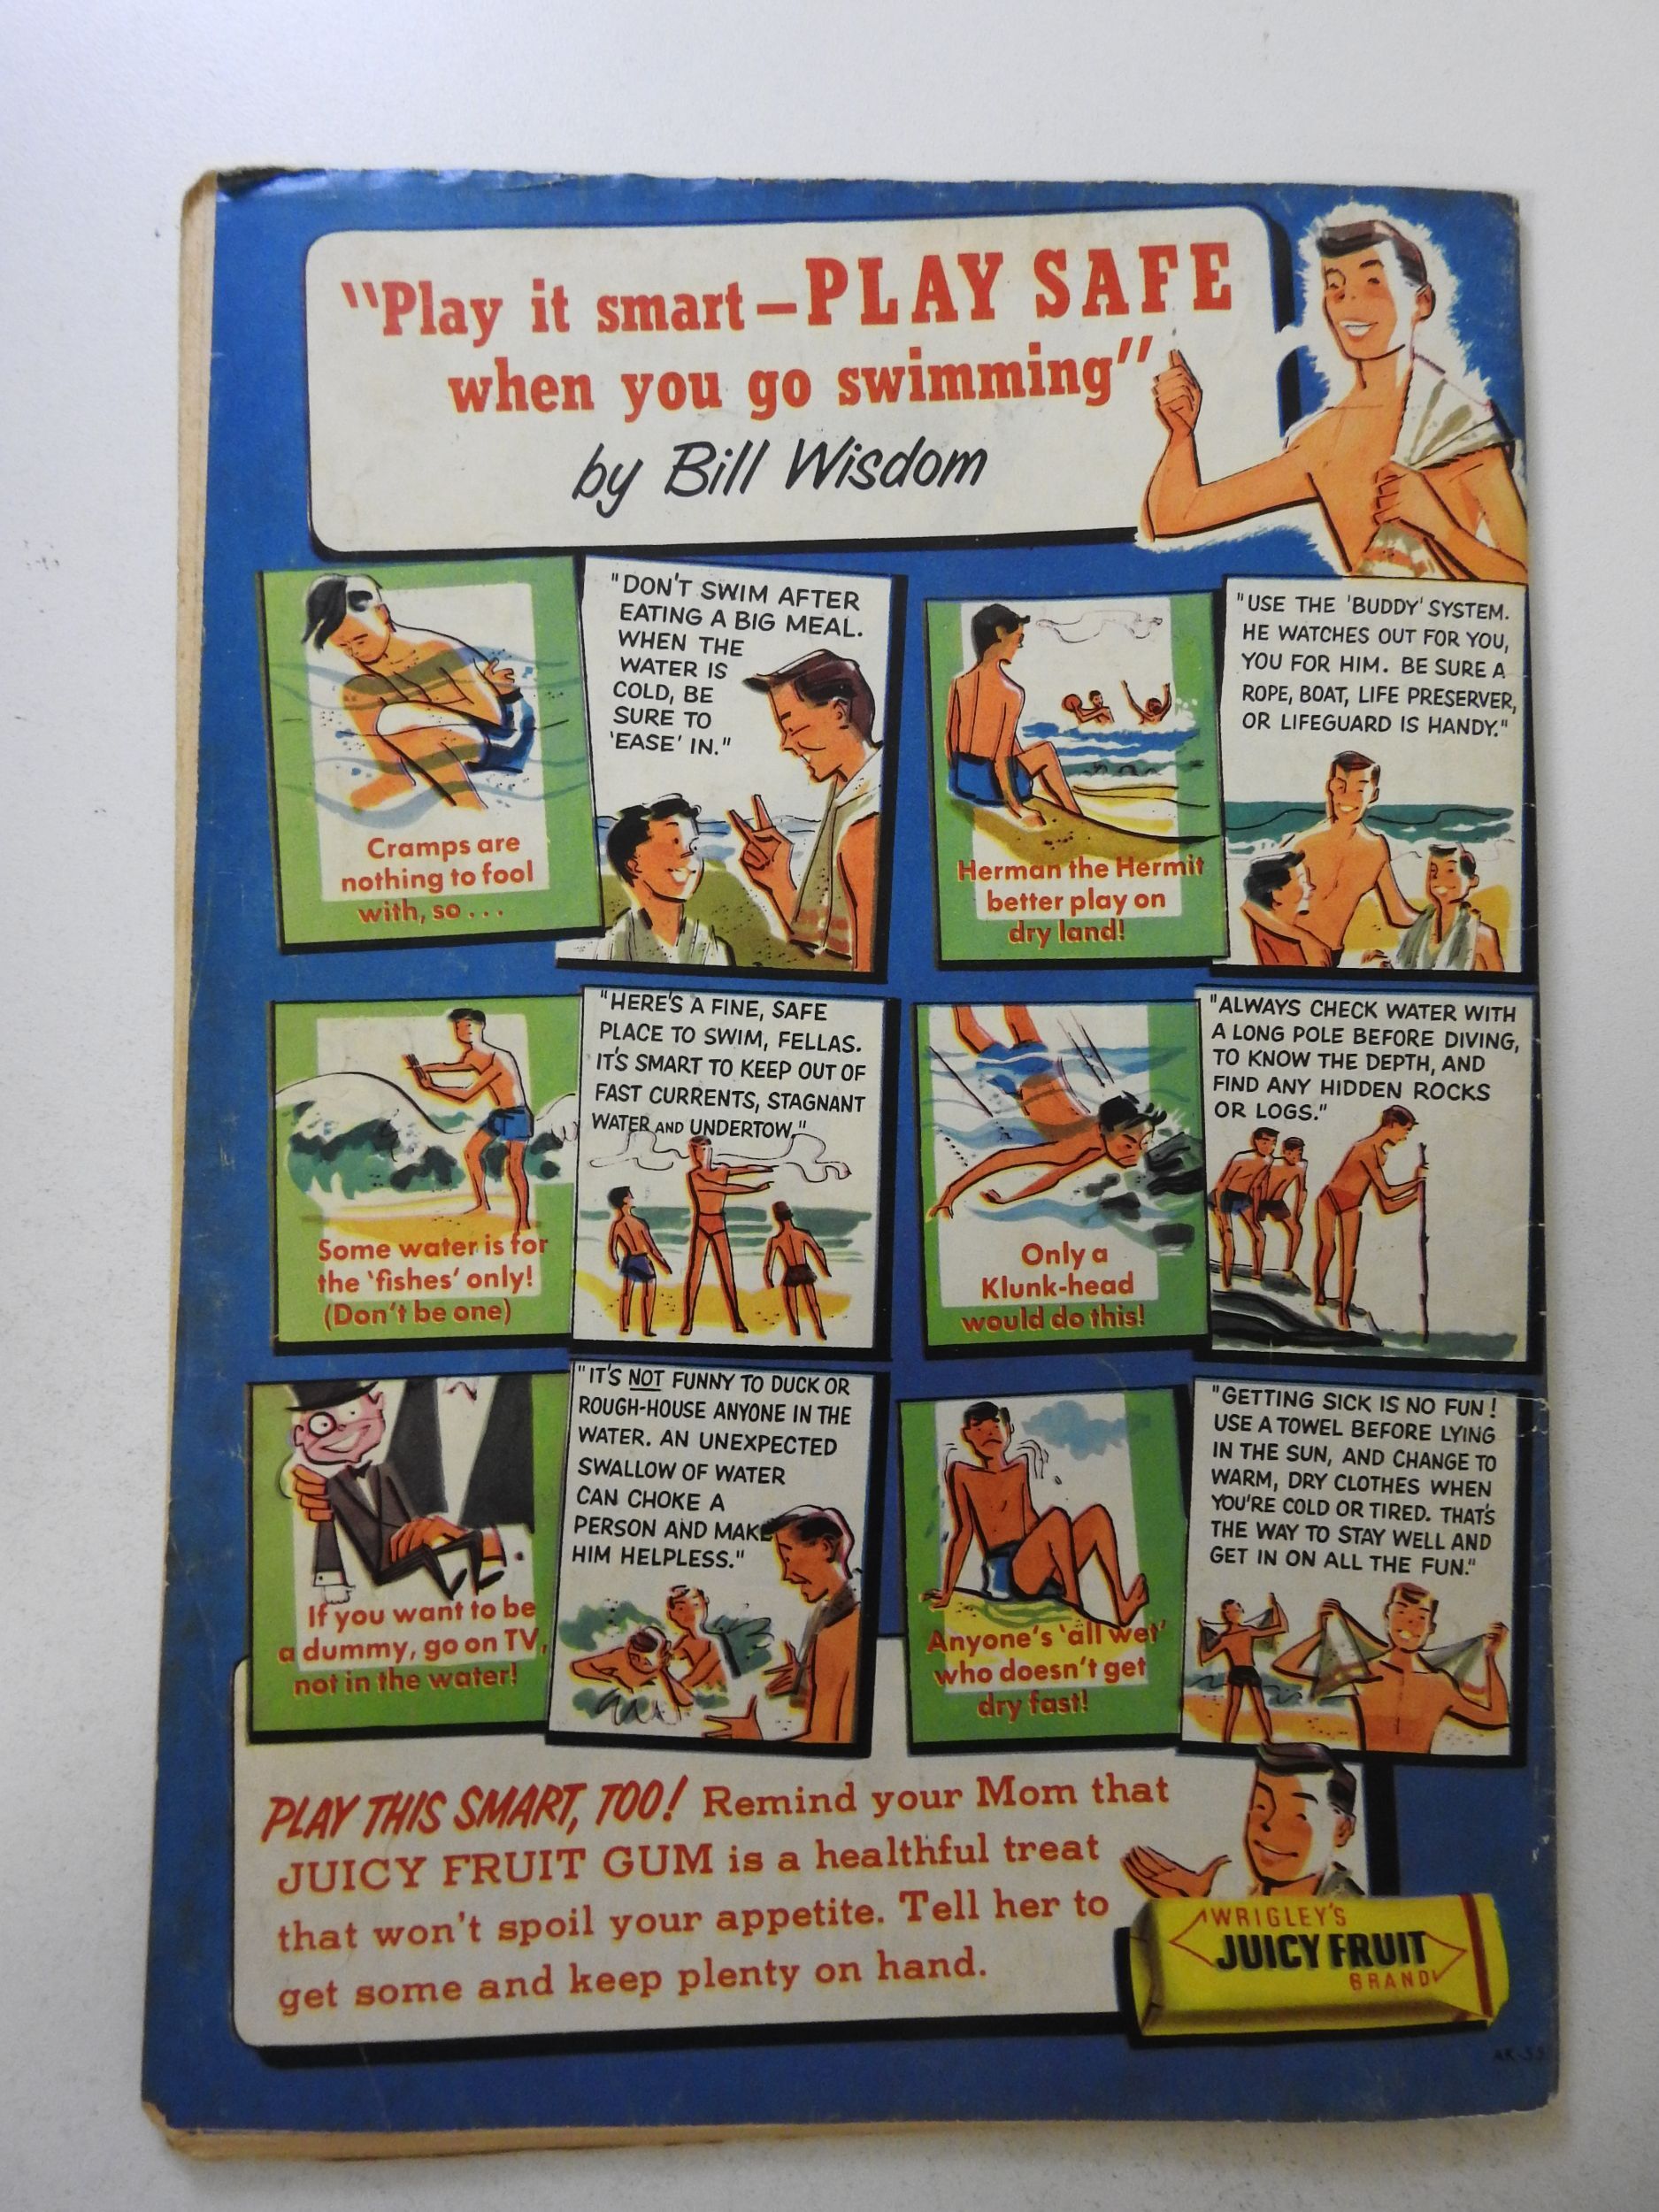 "Play it smart—PLAY SAFE
when you go swimming"
by Bill Wisdom
Cramps are
nothing to fool
with, so...
"DON'T SWIM AFTER
EATING A BIG MEAL.
WHEN THE
WATER IS
COLD, BE
SURE TO
'EASE' IN."
Herman the Hermit
better play on
dry land!
"USE THE 'BUDDY' SYSTEM.
HE WATCHES OUT FOR YOU,
YOU FOR HIM. BE SURE A
ROPE, BOAT, LIFE PRESERVER,
OR LIFEGUARD IS HANDY."
Some water is for
the 'fishes' only!
(Don't be one)
"HERE'S A FINE, SAFE
PLACE TO SWIM, FELLAS.
IT'S SMART TO KEEP OUT OF
FAST CURRENTS, STAGNANT
WATER AND UNDERTOW."
Only a
Klunk-head
would do this!
"ALWAYS CHECK WATER WITH
A LONG POLE BEFORE DIVING,
TO KNOW THE DEPTH, AND
FIND ANY HIDDEN ROCKS
OR LOGS."
If you want to be
a dummy, go on TV,
not in the water!
"IT'S NOT FUNNY TO DUCK OR
ROUGH-HOUSE ANYONE IN THE
WATER. AN UNEXPECTED
SWALLOW OF WATER
CAN CHOKE A
PERSON AND MAKE
HIM HELPLESS."
Anyone's 'all wet'
who doesn't get
dry fast!
"GETTING SICK IS NO FUN!
USE A TOWEL BEFORE LYING
IN THE SUN, AND CHANGE TO
WARM, DRY CLOTHES WHEN
YOU'RE COLD OR TIRED. THAT'S
THE WAY TO STAY WELL AND
GET IN ON ALL THE FUN."
PLAY THIS SMART, TOO! Remind your Mom that
JUICY FRUIT GUM is a healthful treat
that won't spoil your appetite. Tell her to
get some and keep plenty on hand.
WRIGLEY'S
JUICY FRUIT
BRAND